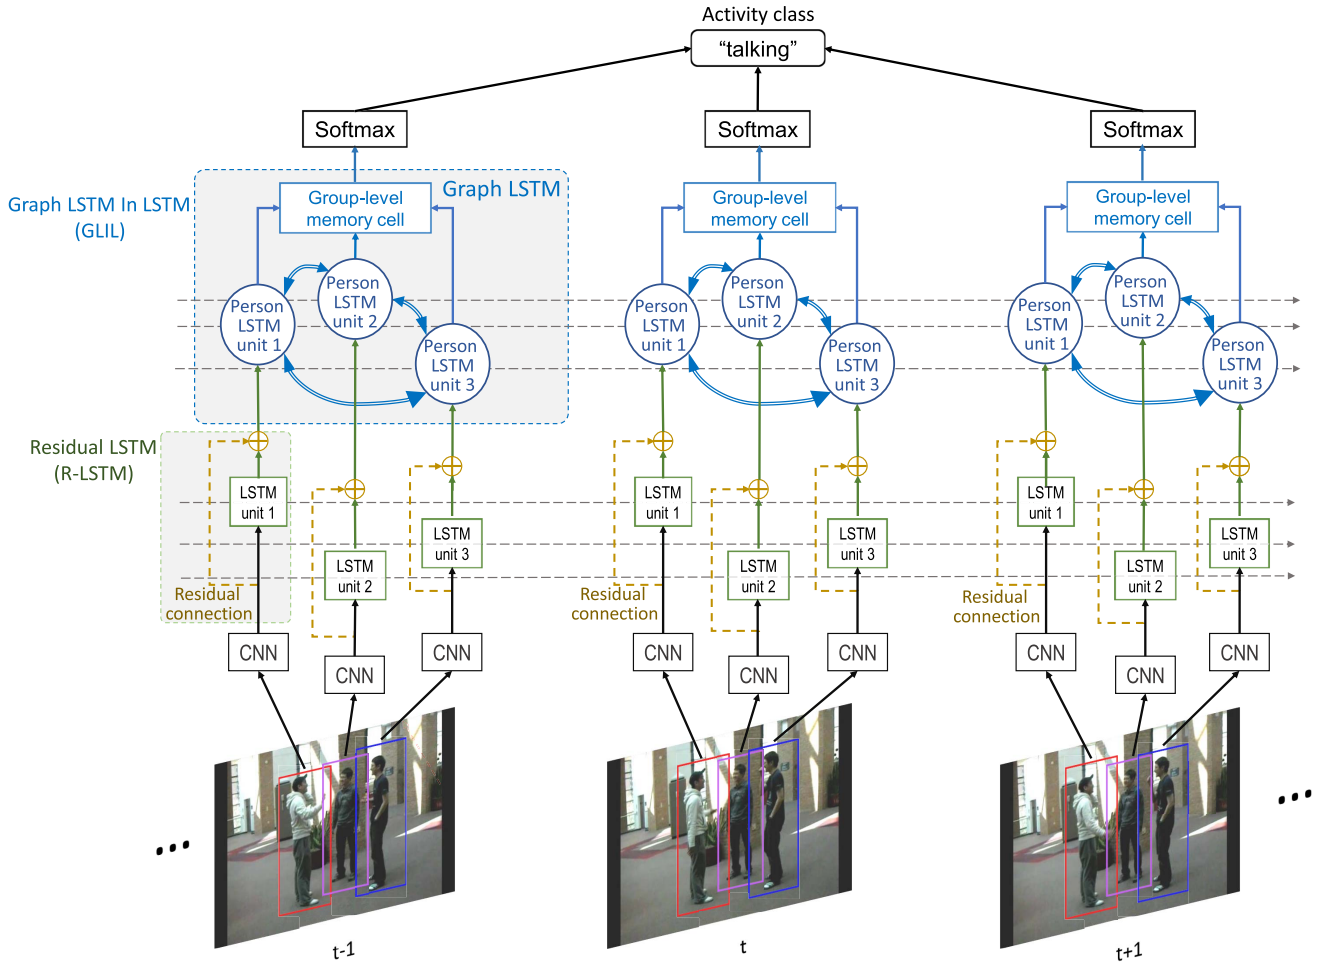 Activity class
“talking”
Softmax
Softmax
Softmax
Graph LSTM In LSTM
(GLIL)
Graph LSTM
Group-level
memory cell
Person
LSTM
unit 1
Person
LSTM
unit 2
Person
LSTM
unit 3
Group-level
memory cell
Person
LSTM
unit 1
Person
LSTM
unit 2
Person
LSTM
unit 3
Group-level
memory cell
Person
LSTM
unit 1
Person
LSTM
unit 2
Person
LSTM
unit 3
Residual LSTM
(R-LSTM)
LSTM
unit 1
LSTM
unit 2
LSTM
unit 3
Residual
connection
LSTM
unit 1
LSTM
unit 2
LSTM
unit 3
Residual
connection
LSTM
unit 1
LSTM
unit 2
LSTM
unit 3
Residual
connection
CNN
CNN
CNN
CNN
CNN
CNN
CNN
CNN
CNN
...
...
t-1
t
t+1